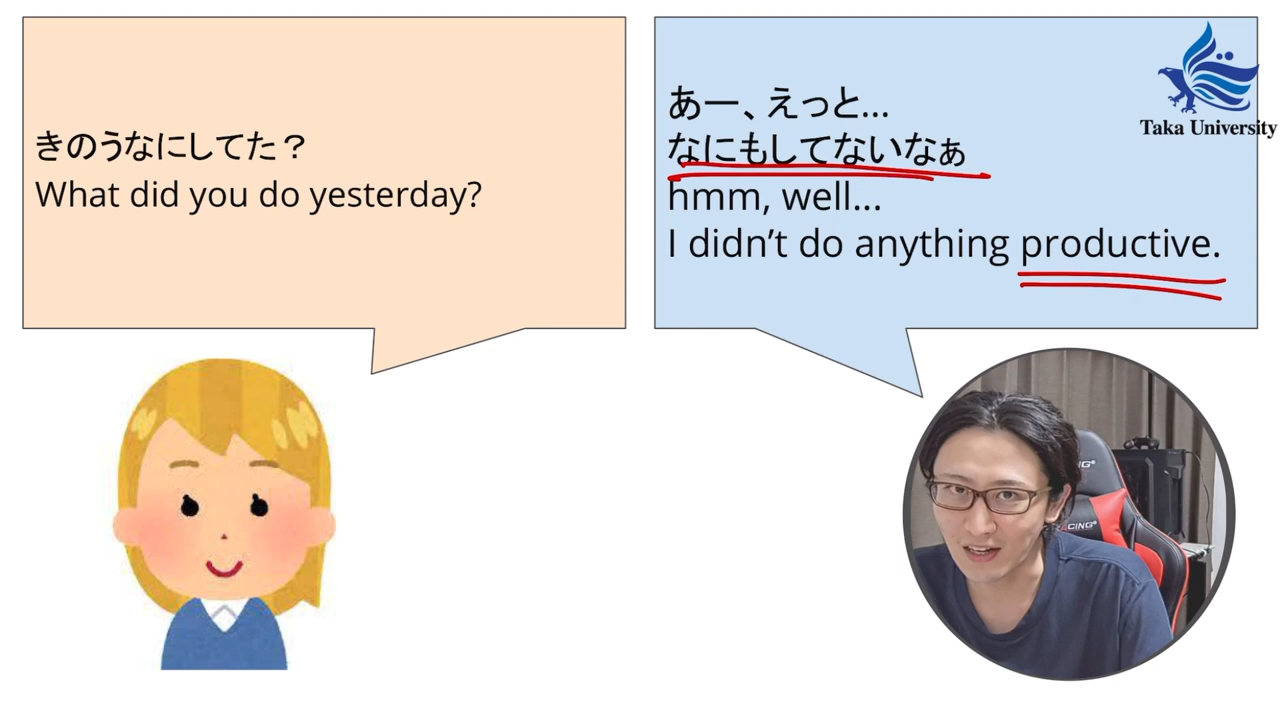 きのうなにしてた？
What did you do yesterday?
あー、えっと...
なにもしてないなぁ
hmm, well...
I didn't do anything productive.
Taka University